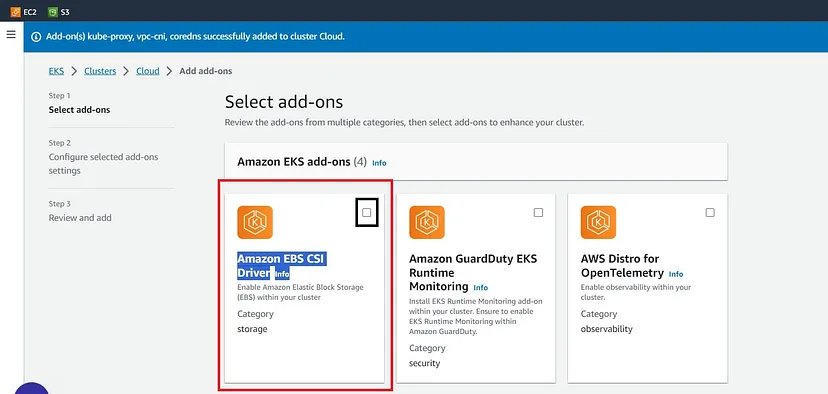 EC2 S3
Add-on(s) kube-proxy, vpc-cni, coredns successfully added to cluster Cloud.
EKS > Clusters > Cloud > Add add-ons
Step 1
Select add-ons
Step 2
Configure selected add-ons
settings
Step 3
Review and add
Select add-ons
Review the add-ons from multiple categories, then select add-ons to enhance your cluster.
Amazon EKS add-ons (4) Info
Amazon EBS CSI
Driver Info
Enable Amazon Elastic Block Storage
(EBS) within your cluster
Category
storage
Amazon GuardDuty EKS
Runtime
Monitoring Info
Install EKS Runtime Monitoring add-on
within your cluster. Ensure to enable
EKS Runtime Monitoring within
Amazon GuardDuty.
Category
security
AWS Distro for
OpenTelemetry Info
Enable observability within your
cluster.
Category
observability